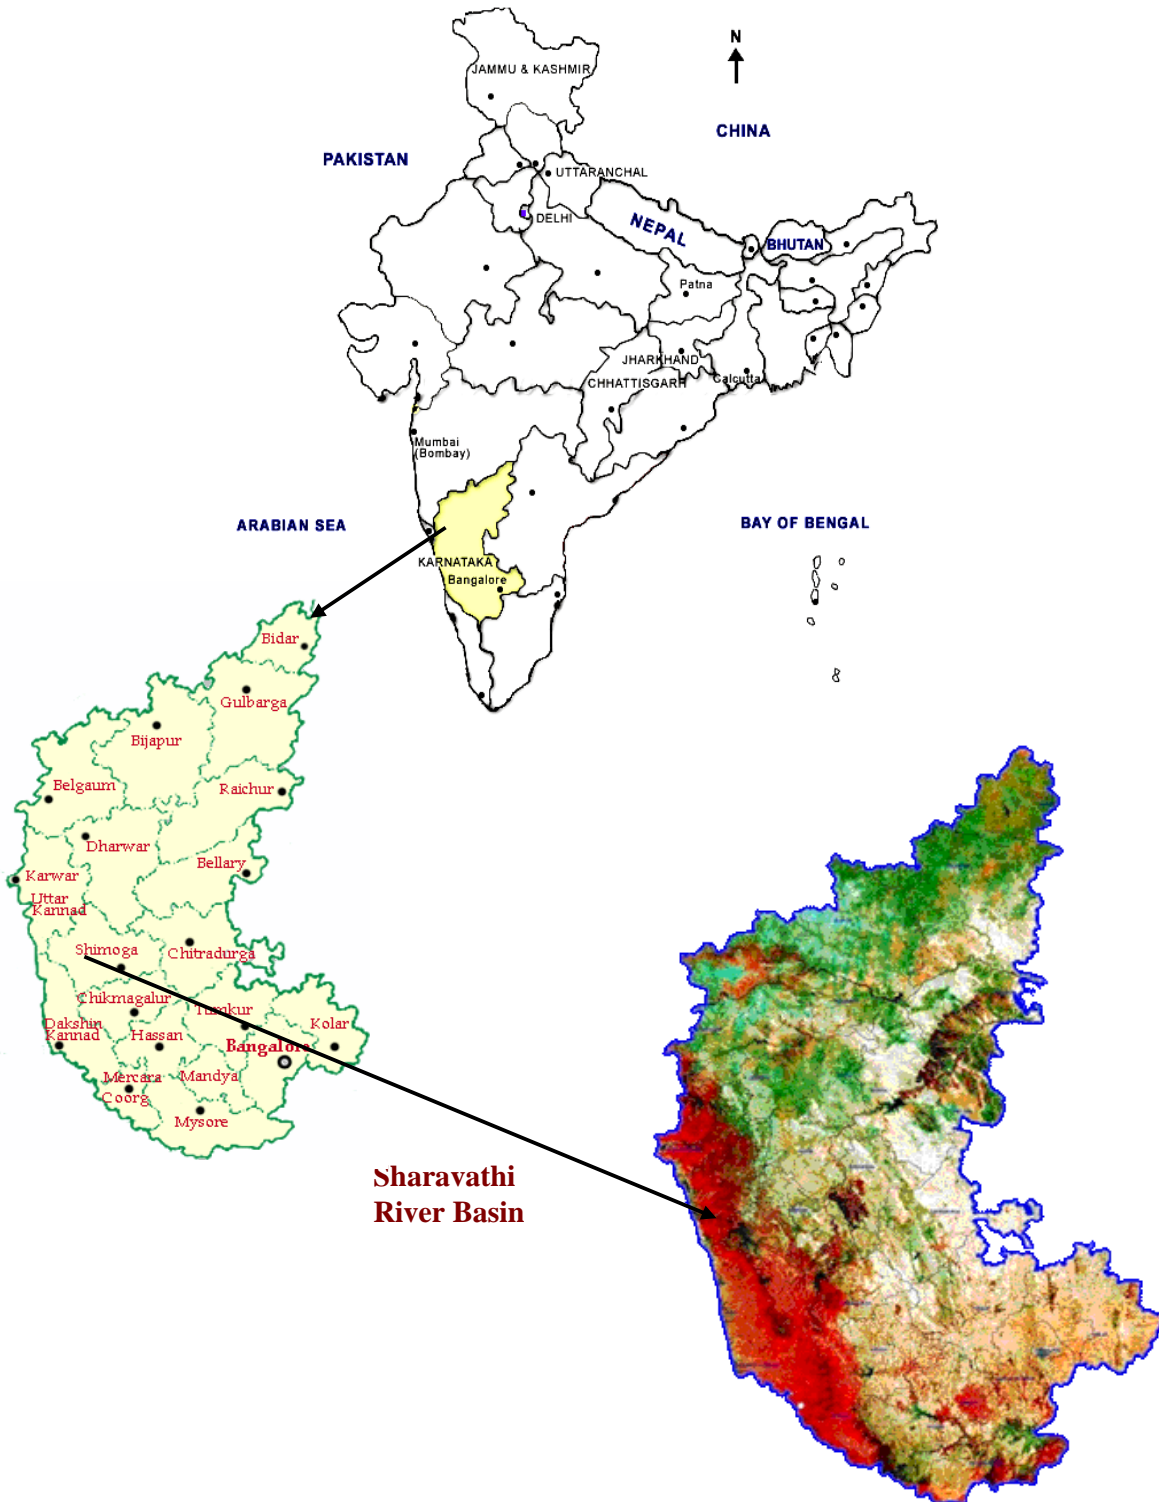 N
JAMMU & KASHMIR
CHINA
PAKISTAN
UTTARANCHAL
DELHI
NEPAL
BHUTAN
Patna
JHARKHAND
CHHATTISGARH
Calcutta
Mumbai
(Bombay)
ARABIAN SEA
BAY OF BENGAL
KARNATAKA
Bangalore
Bidar
Gulbarga
Bijapur
Belgaum
Raichur
Dharwar
Bellary
Karwar
Uttar
Kannad
Shimoga
Chitradurga
Chikmagalur
Tumkur
Dakshin
Kannad
Hassan
Kolar
Bangalore
Mercara
Coorg
Mandya
Mysore
Sharavathi
River Basin